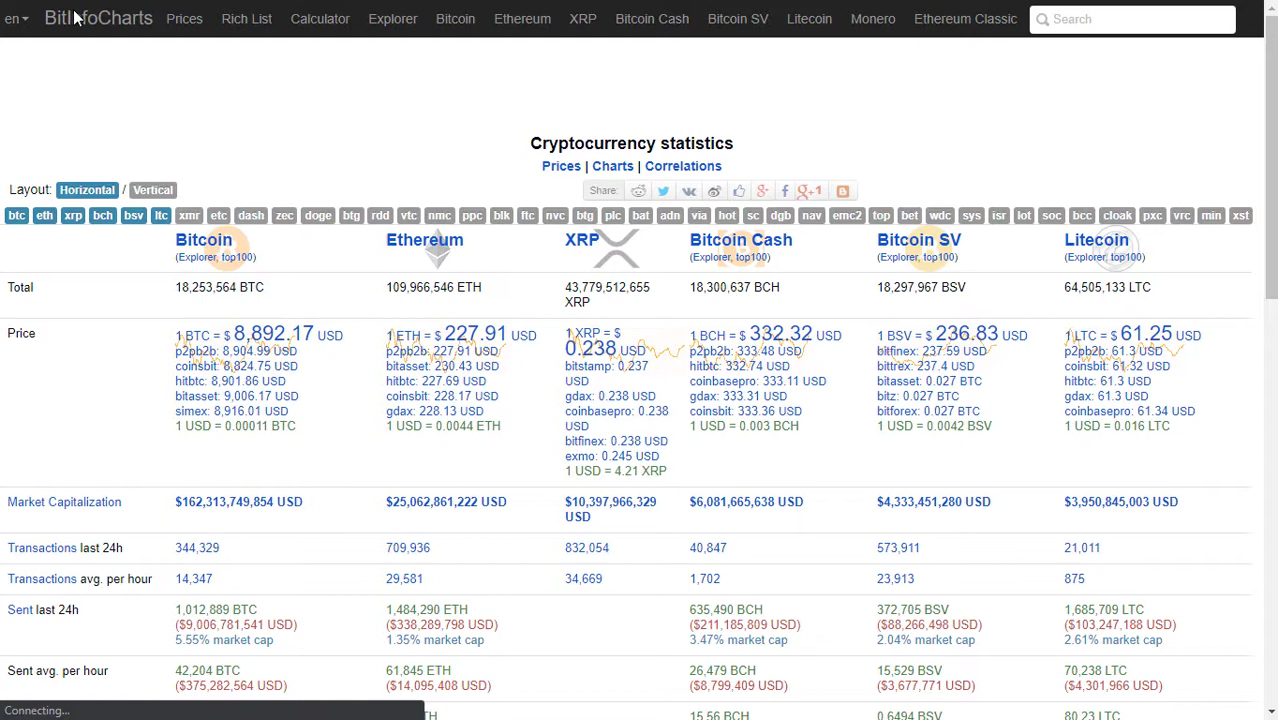 en BitInfoCharts Prices Rich List Calculator Explorer Bitcoin Ethereum XRP Bitcoin Cash Bitcoin SV Litecoin Monero Ethereum Classic Search
Cryptocurrency statistics
Prices | Charts | Correlations
Layout: Horizontal / Vertical
Share: +1
btc eth xrp bch bsv ltc xmr etc dash zec doge btg rdd vtc nmc ppc blk ftc nvc btg plc bat adn via hot sc dgb nav emc2 top bet wdc sys isr lot soc bcc cloak pxc vrc min xst
Bitcoin Ethereum XRP Bitcoin Cash Bitcoin SV Litecoin
(Explorer, top100) (Explorer, top100) (Explorer, top100) (Explorer, top100)
Total 18,253,564 BTC 109,966,546 ETH 43,779,512,655 18,300,637 BCH 18,297,967 BSV 64,505,133 LTC
XRP
Price 1 BTC = $ 8,892.17 USD 1 ETH = $ 227.91 USD 1 XRP = $ 1 BCH = $ 332.32 USD 1 BSV = $ 236.83 USD 1 LTC = $ 61.25 USD
0.238 USD
p2pb2b: 8,904.99 USD p2pb2b: 227.91 USD p2pb2b: 333.48 USD bitfinex: 237.59 USD p2pb2b: 61.3 USD
coinsbit: 8,824.75 USD bitasset: 230.43 USD bitstamp: 0.237 hitbtc: 332.74 USD bittrex: 237.4 USD coinsbit: 61.32 USD
hitbtc: 8,901.86 USD hitbtc: 227.69 USD USD coinbasepro: 333.11 USD bitasset: 0.027 BTC hitbtc: 61.3 USD
bitasset: 9,006.17 USD coinsbit: 228.17 USD gdax: 0.238 USD gdax: 333.31 USD bitz: 0.027 BTC gdax: 61.3 USD
simex: 8,916.01 USD gdax: 228.13 USD coinbasepro: 0.238 coinsbit: 333.36 USD bitforex: 0.027 BTC coinbasepro: 61.34 USD
1 USD = 0.00011 BTC 1 USD = 0.0044 ETH USD 1 USD = 0.003 BCH 1 USD = 0.0042 BSV 1 USD = 0.016 LTC
bitfinex: 0.238 USD
exmo: 0.245 USD
1 USD = 4.21 XRP
Market Capitalization $162,313,749,854 USD $25,062,861,222 USD $10,397,966,329 $6,081,665,638 USD $4,333,451,280 USD $3,950,845,003 USD
USD
Transactions last 24h 344,329 709,936 832,054 40,847 573,911 21,011
Transactions avg. per hour 14,347 29,581 34,669 1,702 23,913 875
Sent last 24h 1,012,889 BTC 1,484,290 ETH 635,490 BCH 372,705 BSV 1,685,709 LTC
($9,006,781,541 USD) ($338,289,798 USD) ($211,185,809 USD) ($88,266,498 USD) ($103,247,188 USD)
5.55% market cap 1.35% market cap 3.47% market cap 2.04% market cap 2.61% market cap
Sent avg. per hour 42,204 BTC 61,845 ETH 26,479 BCH 15,529 BSV 70,238 LTC
($375,282,564 USD) ($14,095,408 USD) ($8,799,409 USD) ($3,677,771 USD) ($4,301,966 USD)
Connecting... ETH 15.56 BCH 0.6494 BSV 80.23 LTC